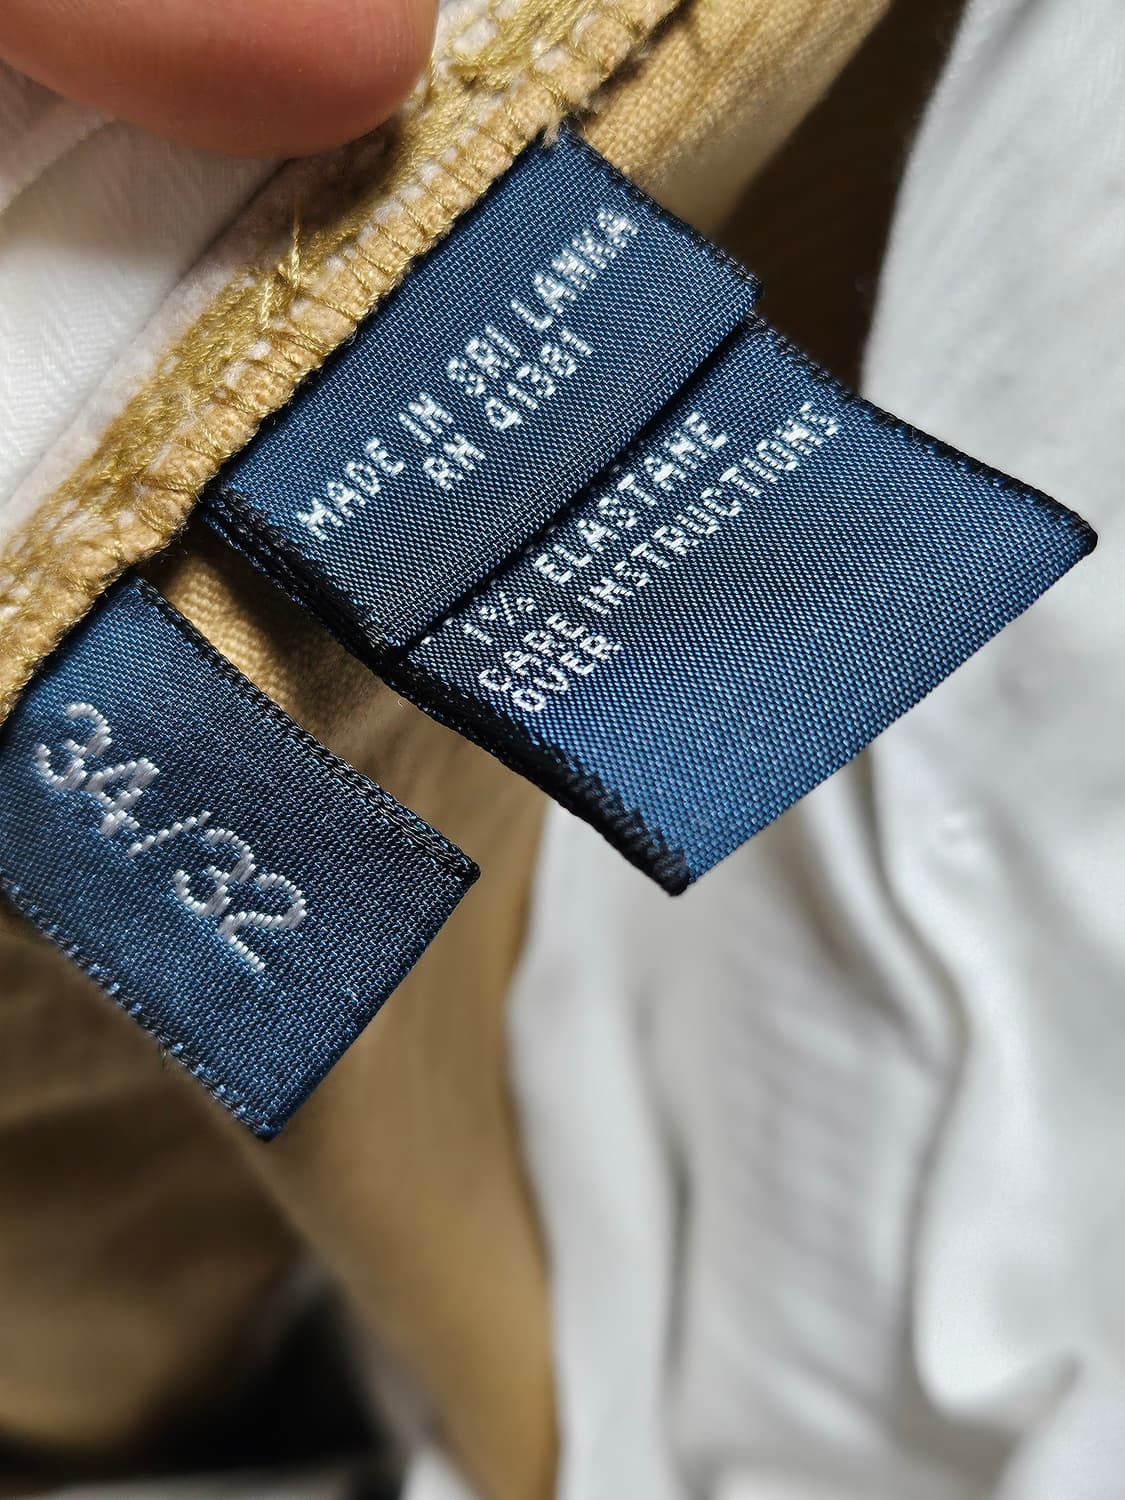 MADE IN SRI LANKA
RN 41381
1% ELASTANE
CARE INSTRUCTIONS
OVER
34/32